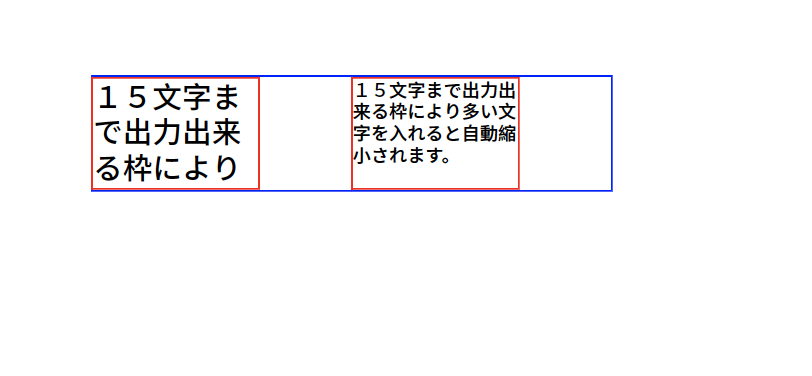 １５文字ま
で出力出来
る枠により
１５文字まで出力出
来る枠により多い文
字を入れると自動縮
小されます。